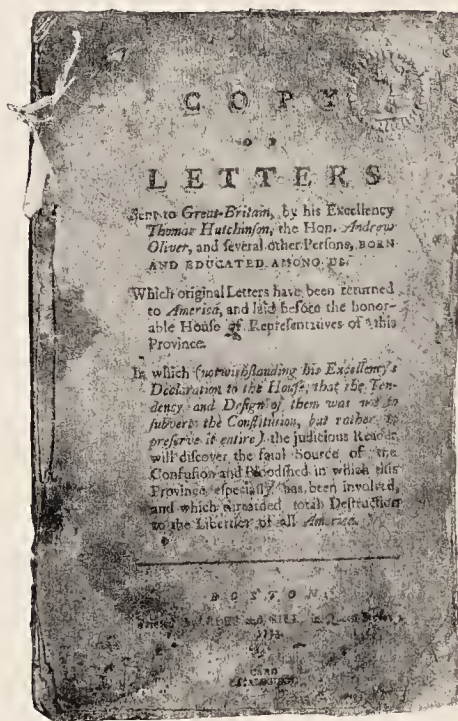 COPY
OF
LETTERS
Sent to Great-Britain, by his Excellency
Thomas Hutchinson, the Hon. Andrew
Oliver, and several other Persons, BORN
AND EDUCATED AMONG US.
Which original Letters have been returned
to America, and laid before the honor-
able House of Representatives of this
Province.
In which (notwithstanding his Excellency's
Declaration to the House, that the Ten-
dency and Design of them was not to
subvert the Constitution, but rather to
preserve it entire) the judicious Reader
will discover the fatal Source of the
Confusion and Bloodshed in which this
Province especially has been involved,
and which threatned total Destruction
to the Liberties of all America.
BOSTON:
CARD